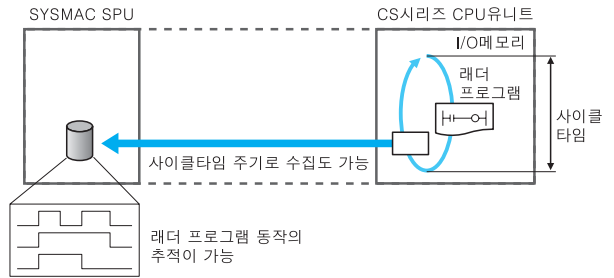 SYSMAC SPU
CS시리즈 CPU유니트
I/O메모리
래더
프로그램
사이클
타임
사이클타임 주기로 수집도 가능
래더 프로그램 동작의
추적이 가능